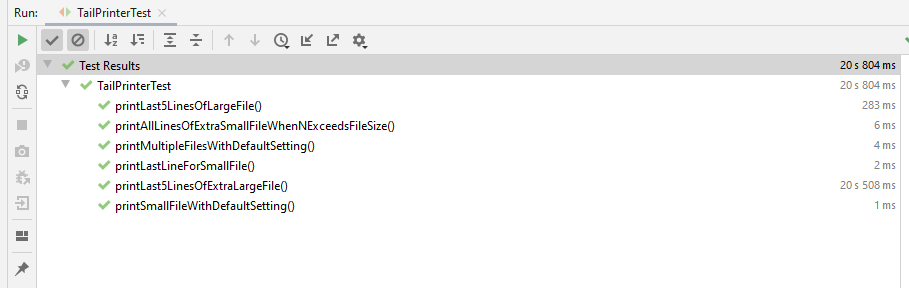 Run: TailPrinterTest
Test Results 20 s 804 ms
TailPrinterTest 20 s 804 ms
printLast5LinesOfLargeFile() 283 ms
printAllLinesOfExtraSmallFileWhenNExceedsFileSize() 6 ms
printMultipleFilesWithDefaultSetting() 4 ms
printLastLineForSmallFile() 2 ms
printLast5LinesOfExtraLargeFile() 20 s 508 ms
printSmallFileWithDefaultSetting() 1 ms